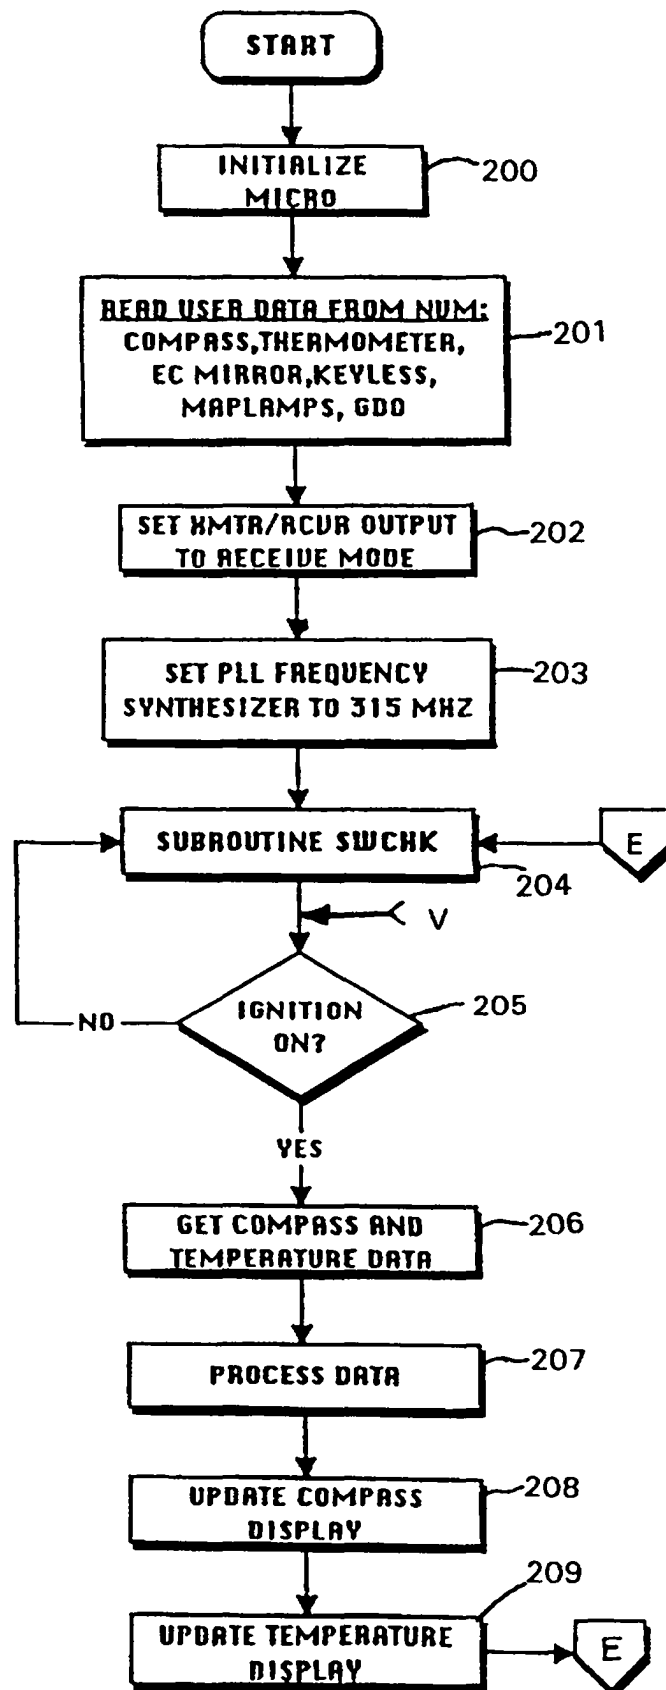 START
INITIALIZE
MICRO
200
READ USER DATA FROM NVM:
COMPASS,THERMOMETER,
EC MIRROR,KEYLESS,
MAPLAMPS, GDO
201
SET XMTR/RCVR OUTPUT
TO RECEIVE MODE
202
SET PLL FREQUENCY
SYNTHESIZER TO 315 MHZ
203
SUBROUTINE SWCHK
E
204
V
IGNITION
ON?
205
NO
YES
GET COMPASS AND
TEMPERATURE DATA
206
PROCESS DATA
207
UPDATE COMPASS
DISPLAY
208
209
UPDATE TEMPERATURE
DISPLAY
E